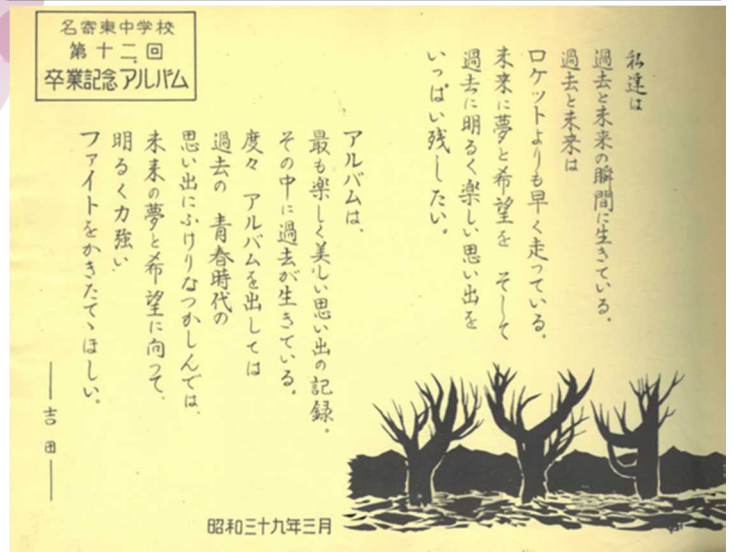 名寄東中学校
第十二回
卒業記念アルバム
私達は
過去と未来の瞬間に生きている。
過去と未来は
ロケットよりも早く走っている。
未来に夢と希望を そして
過去に明るく楽しい思い出を
いっぱい残したい。
アルバムは、
最も楽しく美しい思い出の記録。
その中に過去が生きている。
度々 アルバムを出しては
過去の 青春時代の
思い出にふけりなつかしんでは、
未来の夢と希望に向って、
明るく力強い
ファイトをかきたてゝほしい。
――吉田――
昭和三十九年三月